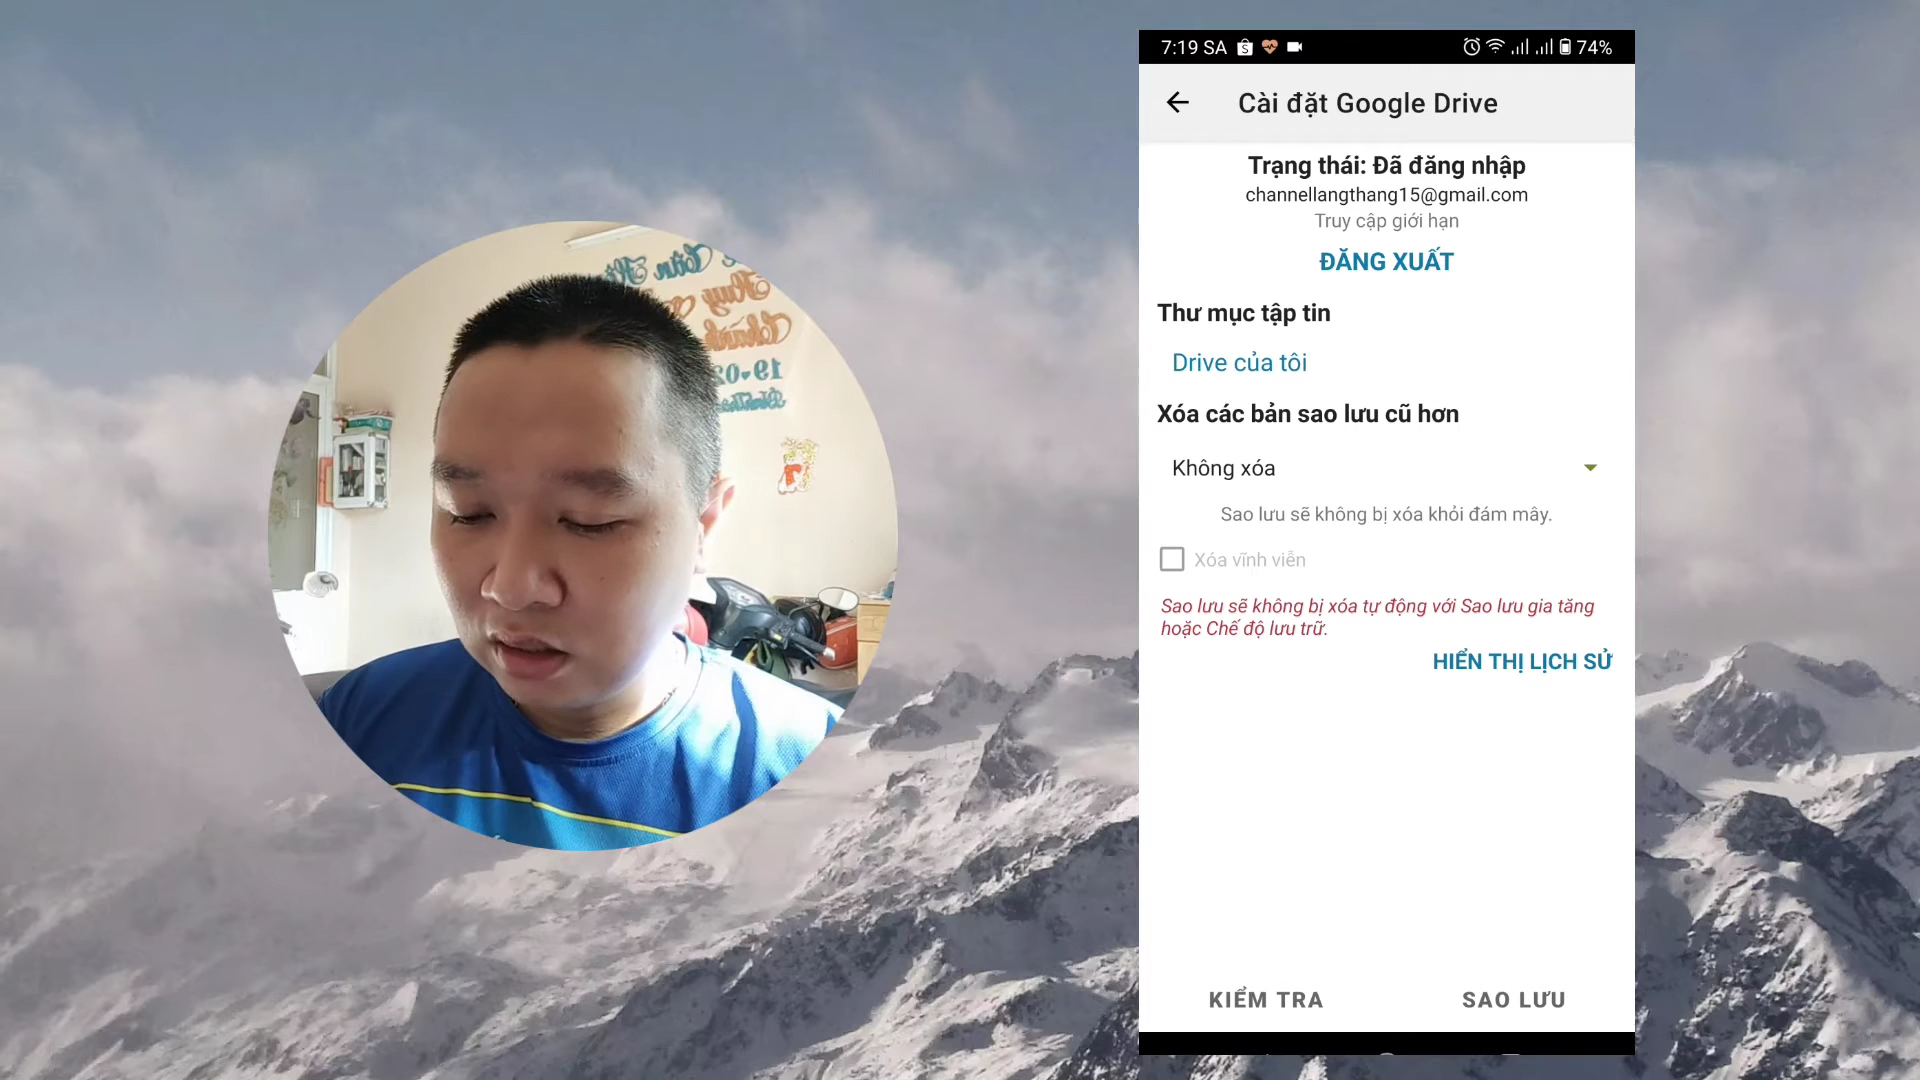 7:19 SA
74%
Cài đặt Google Drive
Trạng thái: Đã đăng nhập
channellangthang15@gmail.com
Truy cập giới hạn
ĐĂNG XUẤT
Thư mục tập tin
Drive của tôi
Xóa các bản sao lưu cũ hơn
Không xóa
Sao lưu sẽ không bị xóa khỏi đám mây.
Xóa vĩnh viễn
Sao lưu sẽ không bị xóa tự động với Sao lưu gia tăng
hoặc Chế độ lưu trữ.
HIỂN THỊ LỊCH SỬ
KIỂM TRA
SAO LƯU